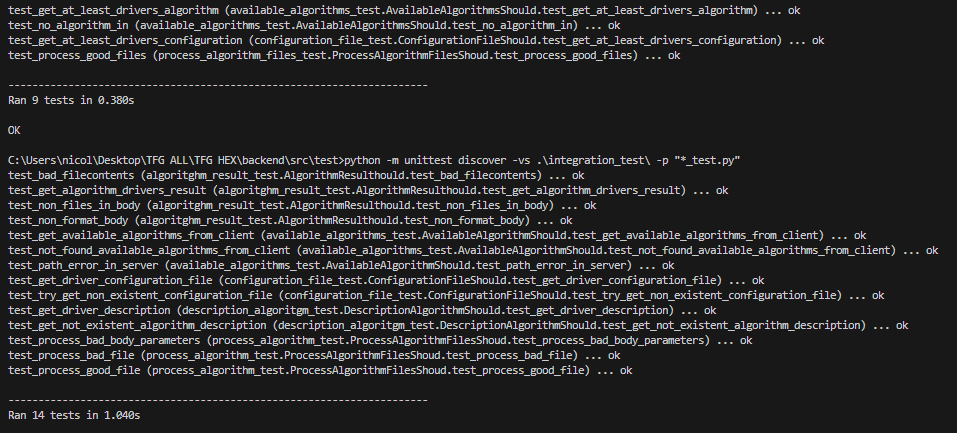 test_get_at_least_drivers_algorithm (available_algorithms_test.AvailableAlgorithmsShould.test_get_at_least_drivers_algorithm) ... ok
test_no_algorithm_in (available_algorithms_test.AvailableAlgorithmsShould.test_no_algorithm_in) ... ok
test_get_at_least_drivers_configuration (configuration_file_test.ConfigurationFileShould.test_get_at_least_drivers_configuration) ... ok
test_process_good_files (process_algorithm_files_test.ProcessAlgorithmFilesShoud.test_process_good_files) ... ok
----------------------------------------------------------------------
Ran 9 tests in 0.380s
OK
C:\Users\nicol\Desktop\TFG ALL\TFG HEX\backend\src\test>python -m unittest discover -vs .\integration_test\ -p "*_test.py"
test_bad_filecontents (algoritghm_result_test.AlgorithmResulthould.test_bad_filecontents) ... ok
test_get_algorithm_drivers_result (algoritghm_result_test.AlgorithmResulthould.test_get_algorithm_drivers_result) ... ok
test_non_files_in_body (algoritghm_result_test.AlgorithmResulthould.test_non_files_in_body) ... ok
test_non_format_body (algoritghm_result_test.AlgorithmResulthould.test_non_format_body) ... ok
test_get_available_algorithms_from_client (available_algorithms_test.AvailableAlgorithmShould.test_get_available_algorithms_from_client) ... ok
test_not_found_available_algorithms_from_client (available_algorithms_test.AvailableAlgorithmShould.test_not_found_available_algorithms_from_client) ... ok
test_path_error_in_server (available_algorithms_test.AvailableAlgorithmShould.test_path_error_in_server) ... ok
test_get_driver_configuration_file (configuration_file_test.ConfigurationFileShould.test_get_driver_configuration_file) ... ok
test_try_get_non_existent_configuration_file (configuration_file_test.ConfigurationFileShould.test_try_get_non_existent_configuration_file) ... ok
test_get_driver_description (description_algoritgm_test.DescriptionAlgorithmShould.test_get_driver_description) ... ok
test_get_not_existent_algorithm_description (description_algoritgm_test.DescriptionAlgorithmShould.test_get_not_existent_algorithm_description) ... ok
test_process_bad_body_parameters (process_algorithm_test.ProcessAlgorithmFilesShoud.test_process_bad_body_parameters) ... ok
test_process_bad_file (process_algorithm_test.ProcessAlgorithmFilesShoud.test_process_bad_file) ... ok
test_process_good_file (process_algorithm_test.ProcessAlgorithmFilesShoud.test_process_good_file) ... ok
----------------------------------------------------------------------
Ran 14 tests in 1.040s